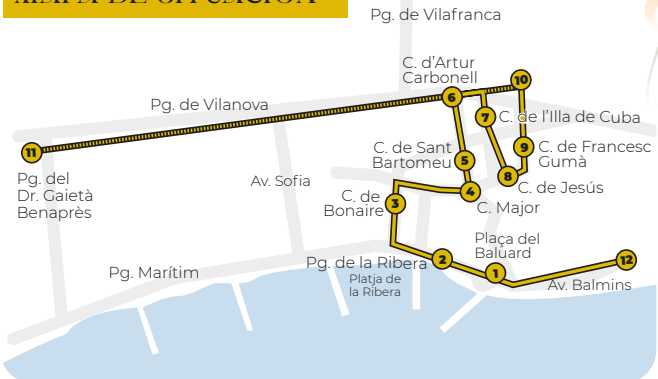 MAPA DE SITUACIÓ
Pg. de Vilafranca
C. d'Artur
Carbonell
10
6
Pg. de Vilanova
7
C. de l'Illa de Cuba
11
C. de Sant
Bartomeu
5
9
C. de Francesc
Gumà
Pg. del
Dr. Gaietà
Benaprès
Av. Sofia
8
C. de Jesús
4
C. Major
C. de
Bonaire
3
Plaça del
Baluard
Pg. de la Ribera
2
1
12
Pg. Marítim
Platja de
la Ribera
Av. Balmins